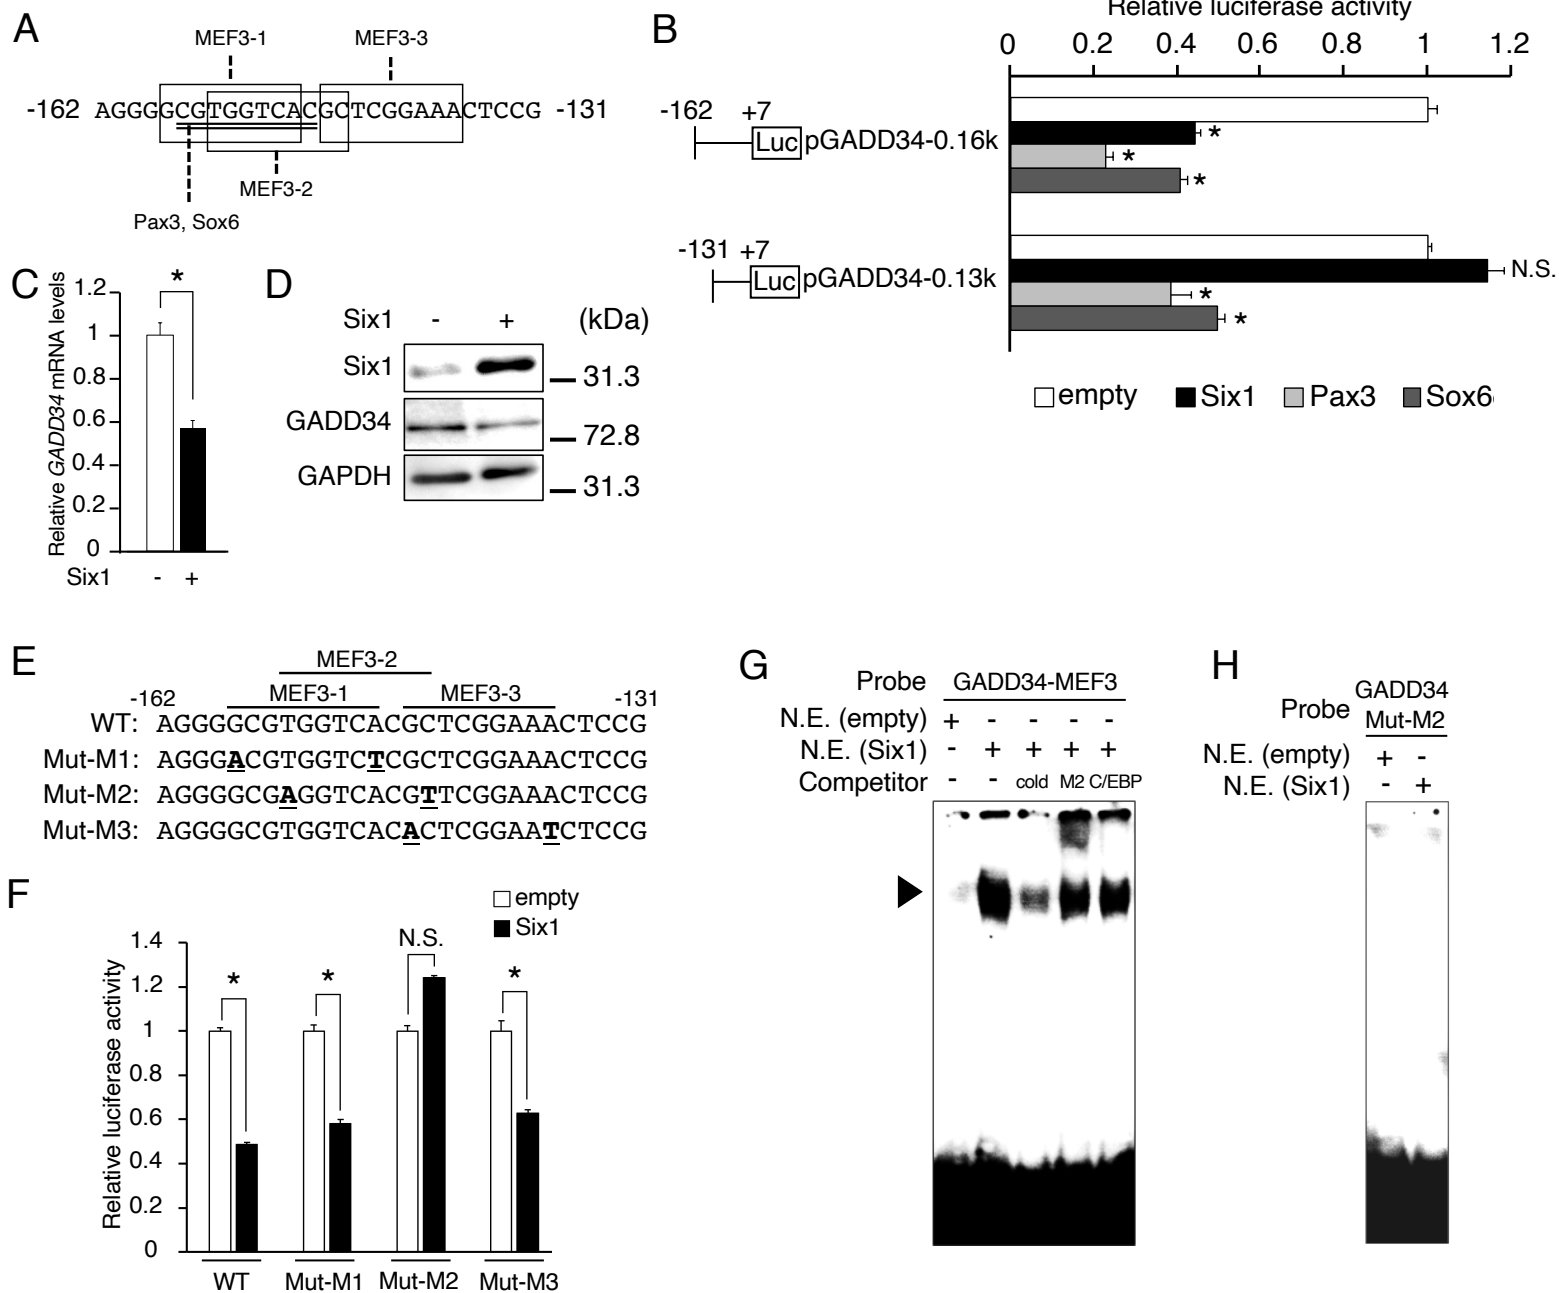 A
MEF3-1
MEF3-3
-162 AGGGGCGTGGTCACGCTCGGAAACTCCG -131
MEF3-2
Pax3, Sox6
B
Relative luciferase activity
0 0.2 0.4 0.6 0.8 1 1.2
-162 +7
Luc pGADD34-0.16k
*
*
*
-131 +7
Luc pGADD34-0.13k
N.S.
*
*
empty Six1 Pax3 Sox6
C
Relative GADD34 mRNA levels
1.2
1
0.8
0.6
0.4
0.2
0
*
Six1 - +
D
Six1 - + (kDa)
Six1 31.3
GADD34 72.8
GAPDH 31.3
E
MEF3-2
-162 MEF3-1 MEF3-3 -131
WT: AGGGGCGTGGTCACGCTCGGAAACTCCG
Mut-M1: AGGGACGTGGTCTCGCTCGGAAACTCCG
Mut-M2: AGGGGCGAGGTCACGTTCGGAAACTCCG
Mut-M3: AGGGGCGTGGTCACACTCGGAATCTCCG
F
empty
Six1
Relative luciferase activity
1.4
1.2
1
0.8
0.6
0.4
0.2
0
* * N.S. *
WT Mut-M1 Mut-M2 Mut-M3
G
Probe GADD34-MEF3
N.E. (empty) + - - - -
N.E. (Six1) - + + + +
Competitor - - cold M2 C/EBP
H
Probe GADD34
Mut-M2
N.E. (empty) + -
N.E. (Six1) - +